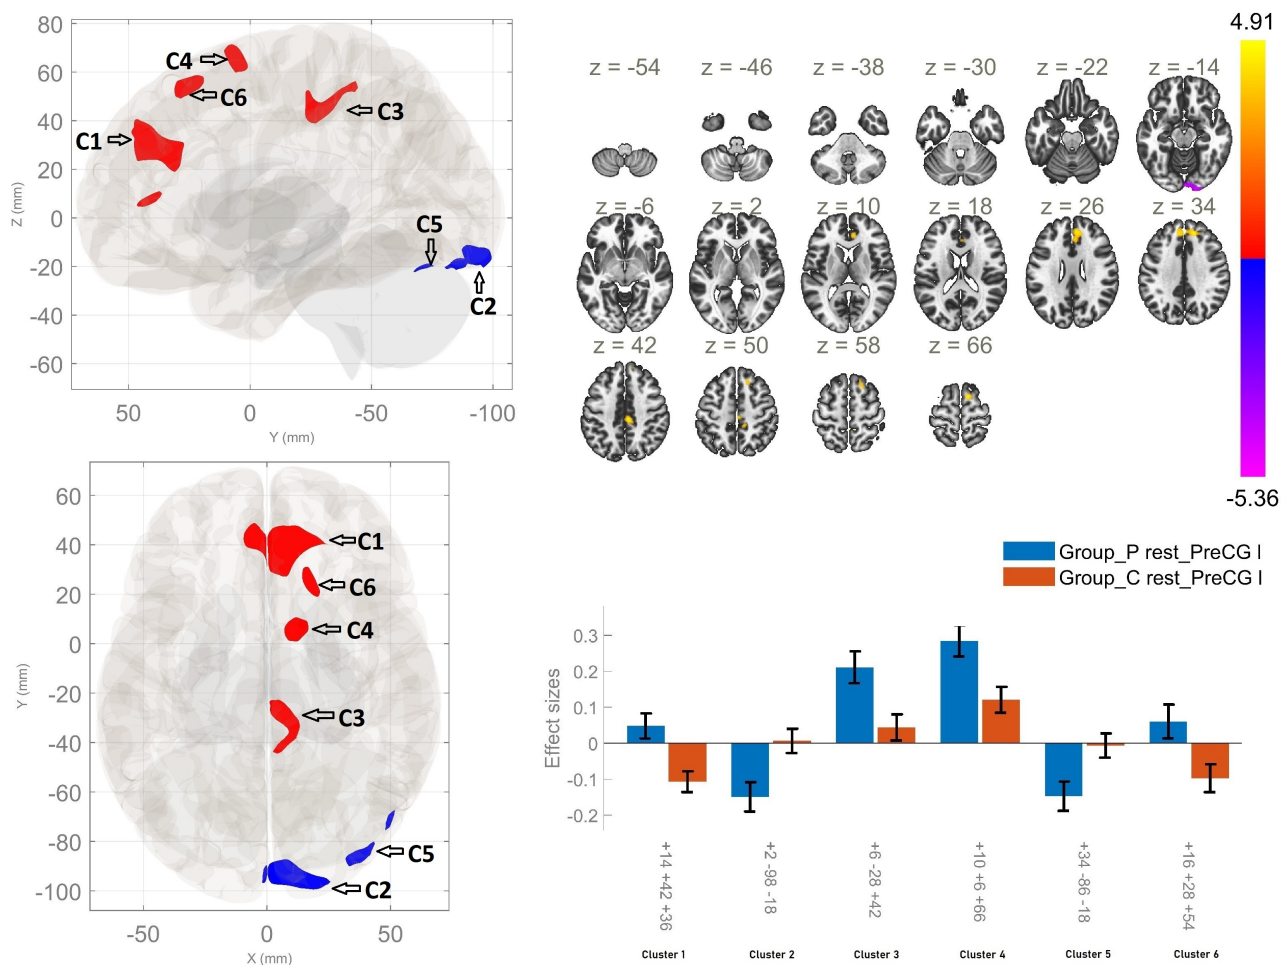 80
60
40
20
0
-20
-40
-60
Z (mm)
C4
C6
C1
C3
C5
C2
50
0
-50
-100
Y (mm)
4.91
z = -54
z = -46
z = -38
z = -30
z = -22
z = -14
z = -6
z = 2
z = 10
z = 18
z = 26
z = 34
z = 42
z = 50
z = 58
z = 66
-5.36
60
40
20
0
-20
-40
-60
-80
-100
Y (mm)
C1
C6
C4
C3
C5
C2
-50
0
50
X (mm)
Group_P rest_PreCG l
Group_C rest_PreCG l
Effect sizes
0.3
0.2
0.1
0
-0.1
-0.2
+14 +42 +36
+2 -98 -18
+6 -28 +42
+10 +6 +66
+34 -86 -18
+16 +28 +54
Cluster 1
Cluster 2
Cluster 3
Cluster 4
Cluster 5
Cluster 6